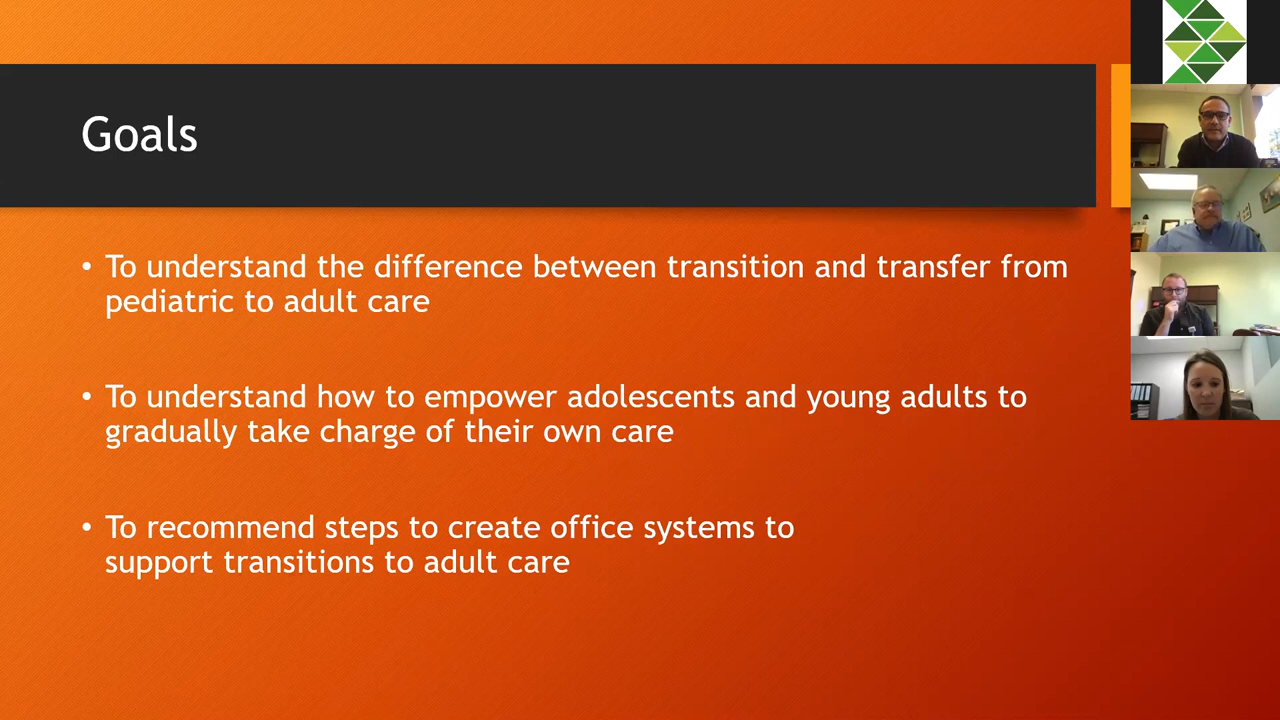 Goals
• To understand the difference between transition and transfer from
pediatric to adult care
• To understand how to empower adolescents and young adults to
gradually take charge of their own care
• To recommend steps to create office systems to
support transitions to adult care